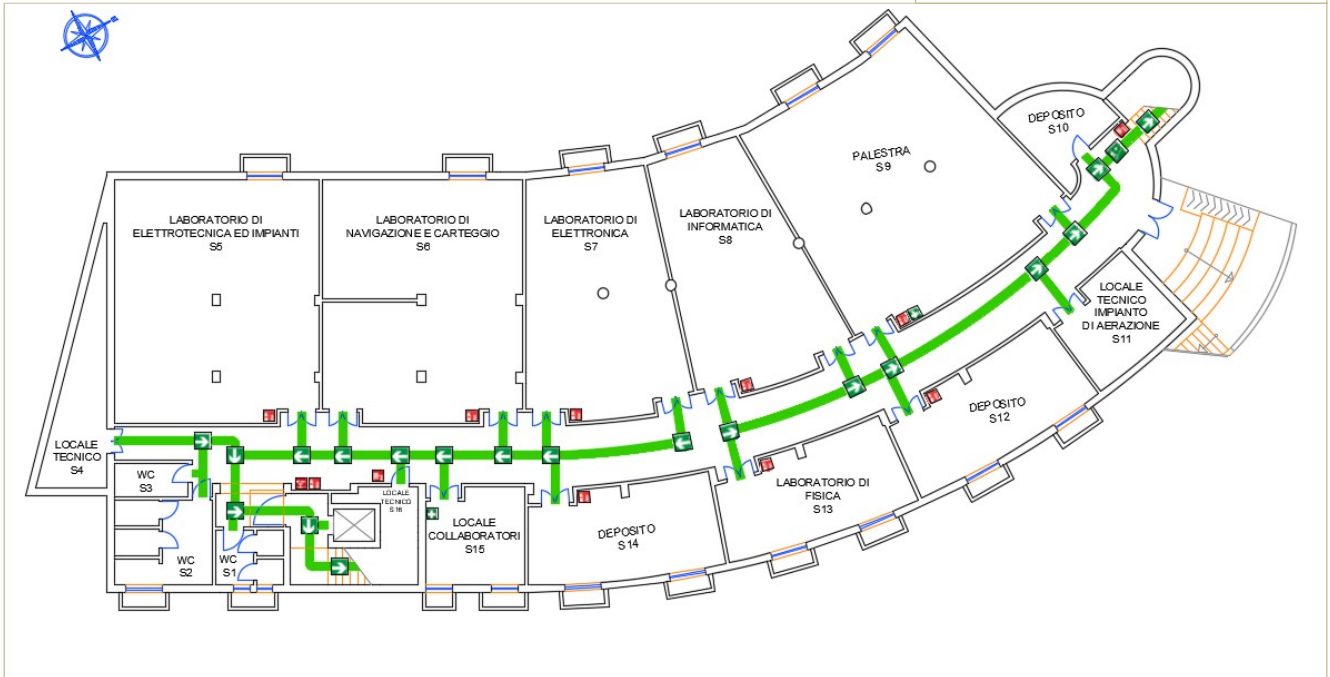 DEPOSITO
S10
PALESTRA
S9
LABORATORIO DI
ELETTROTECNICA ED IMPIANTI
S5
LABORATORIO DI
NAVIGAZIONE E CARTEGGIO
S6
LABORATORIO DI
ELETTRONICA
S7
LABORATORIO DI
INFORMATICA
S8
LOCALE
TECNICO
IMPIANTO
DI AERAZIONE
S11
DEPOSITO
S12
LOCALE
TECNICO
S4
WC
S3
LOCALE
TECNICO
S16
LABORATORIO DI
FISICA
S13
LOCALE
COLLABORATORI
S15
DEPOSITO
S14
WC
S2
WC
S1